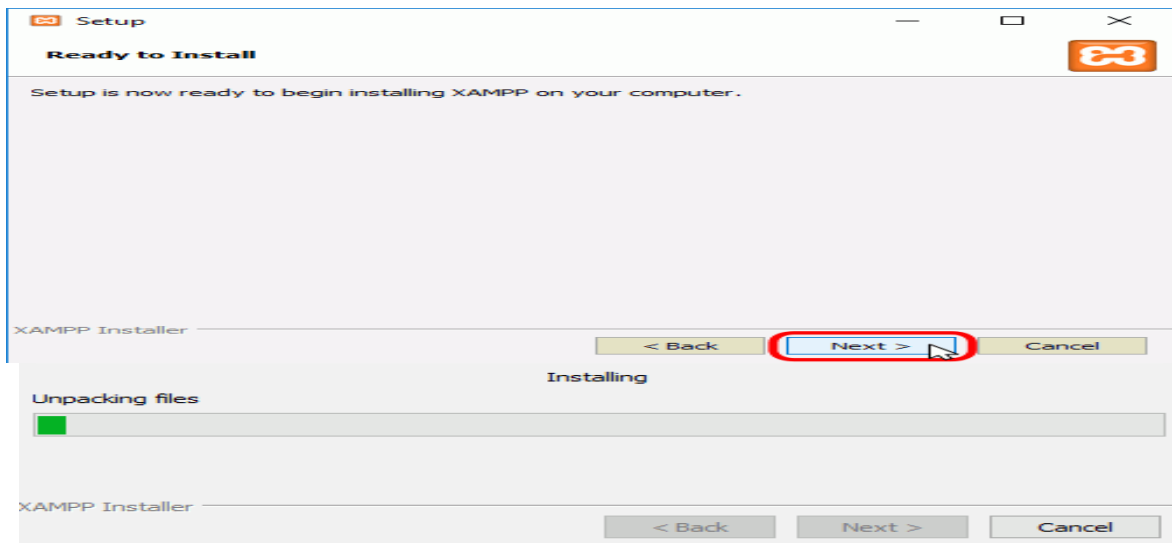 Setup
Ready to Install
Setup is now ready to begin installing XAMPP on your computer.
XAMPP Installer
< Back Next > Cancel
Installing
Unpacking files
XAMPP Installer
< Back Next > Cancel